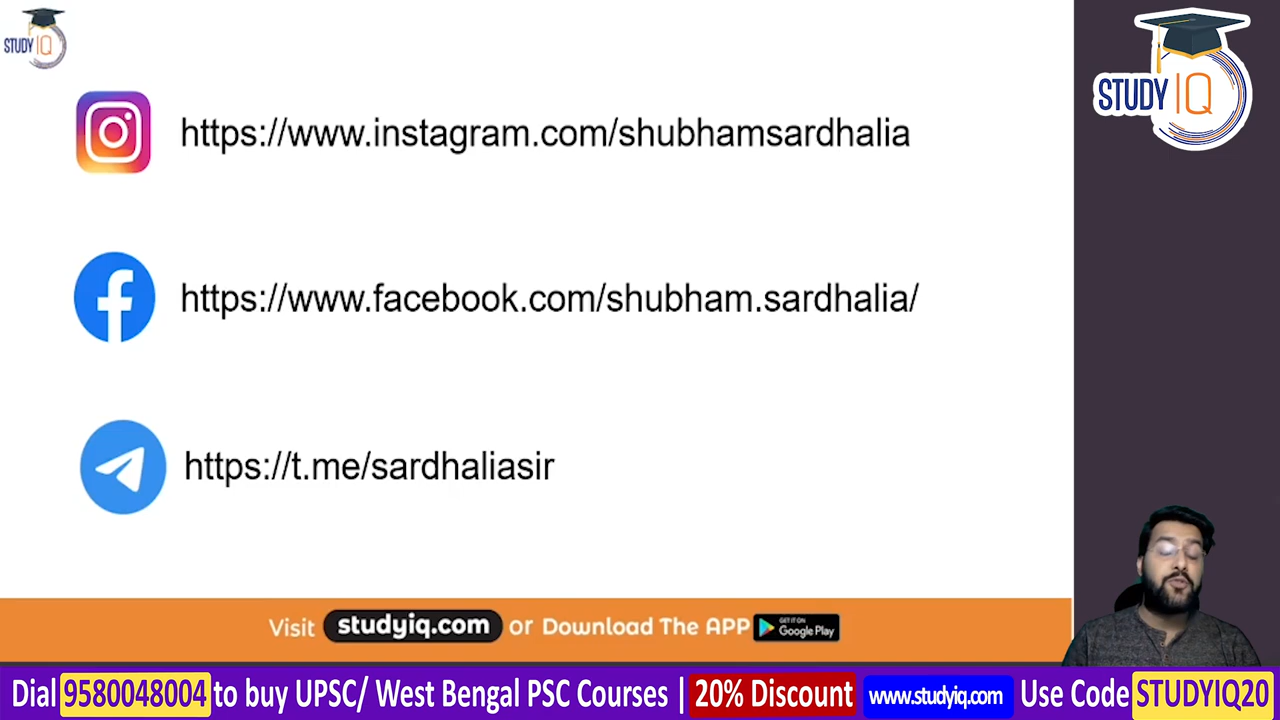 STUDY IQ
STUDY IQ
https://www.instagram.com/shubhamsardhalia
https://www.facebook.com/shubham.sardhalia/
https://t.me/sardhaliasir
Visit studyiq.com or Download The APP GET IT ON Google Play
Dial 9580048004 to buy UPSC/ West Bengal PSC Courses | 20% Discount www.studyiq.com Use Code STUDYIQ20